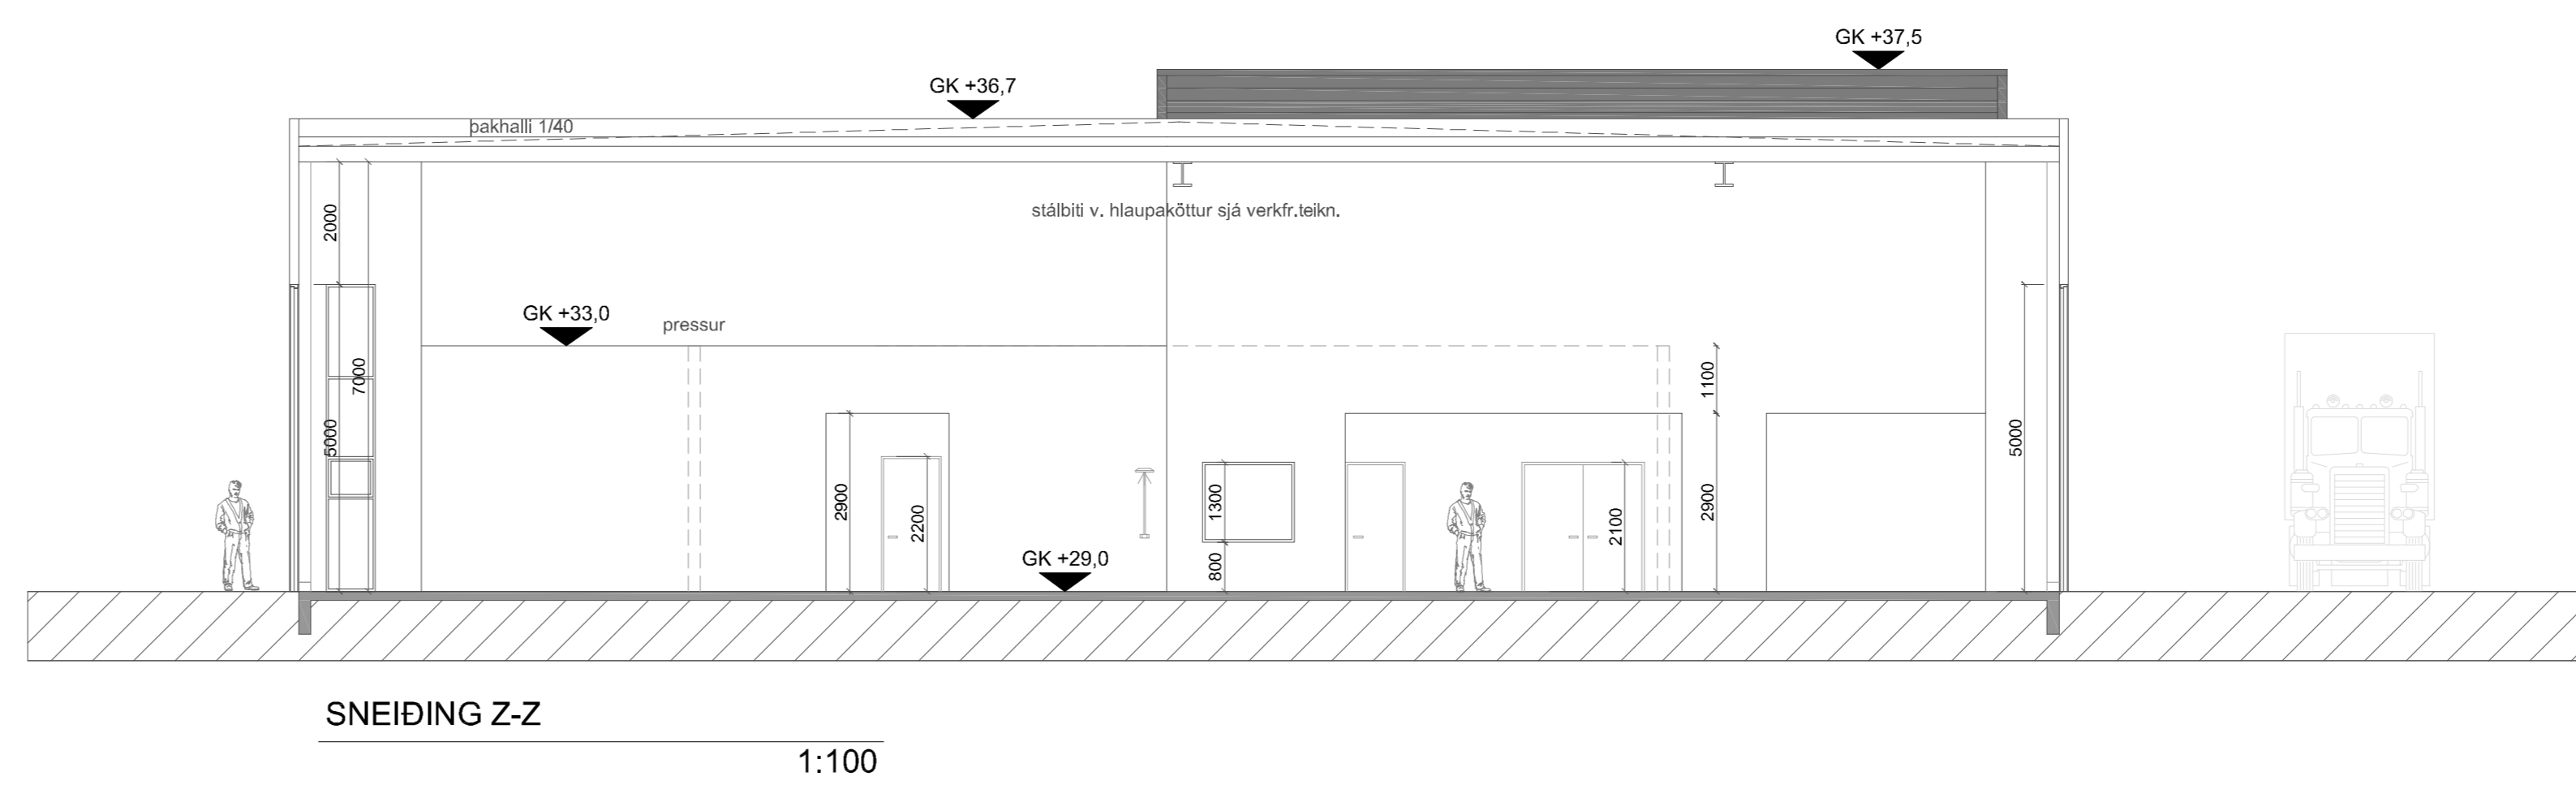 GK +37,5
GK +36,7
þakhalli 1/40
2000
stálbiti v. hlaupaköttur sjá verkfr.teikn.
GK +33,0
pressur
7000
5000
1100
5000
2900
2200
1300
2100
2900
GK +29,0
800
SNEIÐING Z-Z
1:100